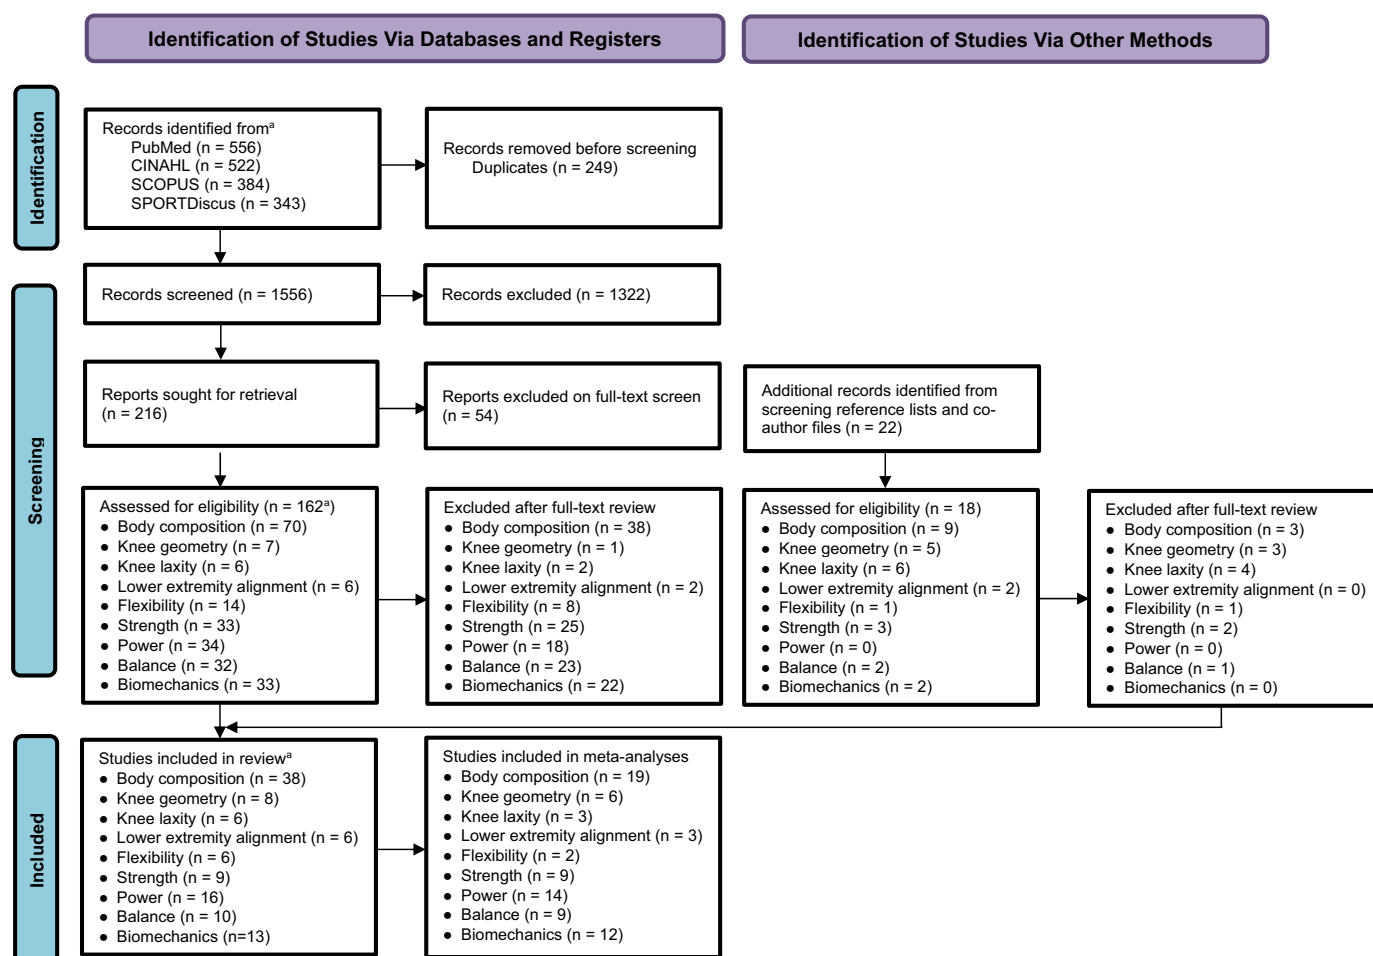 Identification of Studies Via Databases and Registers
Identification of Studies Via Other Methods
Identification
Records identified fromᵃ
PubMed (n = 556)
CINAHL (n = 522)
SCOPUS (n = 384)
SPORTDiscus (n = 343)
Records removed before screening
Duplicates (n = 249)
Screening
Records screened (n = 1556)
Records excluded (n = 1322)
Reports sought for retrieval
(n = 216)
Reports excluded on full-text screen
(n = 54)
Additional records identified from
screening reference lists and co-
author files (n = 22)
Assessed for eligibility (n = 162ᵃ)
● Body composition (n = 70)
● Knee geometry (n = 7)
● Knee laxity (n = 6)
● Lower extremity alignment (n = 6)
● Flexibility (n = 14)
● Strength (n = 33)
● Power (n = 34)
● Balance (n = 32)
● Biomechanics (n = 33)
Excluded after full-text review
● Body composition (n = 38)
● Knee geometry (n = 1)
● Knee laxity (n = 2)
● Lower extremity alignment (n = 2)
● Flexibility (n = 8)
● Strength (n = 25)
● Power (n = 18)
● Balance (n = 23)
● Biomechanics (n = 22)
Assessed for eligibility (n = 18)
● Body composition (n = 9)
● Knee geometry (n = 5)
● Knee laxity (n = 6)
● Lower extremity alignment (n = 2)
● Flexibility (n = 1)
● Strength (n = 3)
● Power (n = 0)
● Balance (n = 2)
● Biomechanics (n = 2)
Excluded after full-text review
● Body composition (n = 3)
● Knee geometry (n = 3)
● Knee laxity (n = 4)
● Lower extremity alignment (n = 0)
● Flexibility (n = 1)
● Strength (n = 2)
● Power (n = 0)
● Balance (n = 1)
● Biomechanics (n = 0)
Included
Studies included in reviewᵃ
● Body composition (n = 38)
● Knee geometry (n = 8)
● Knee laxity (n = 6)
● Lower extremity alignment (n = 6)
● Flexibility (n = 6)
● Strength (n = 9)
● Power (n = 16)
● Balance (n = 10)
● Biomechanics (n=13)
Studies included in meta-analyses
● Body composition (n = 19)
● Knee geometry (n = 6)
● Knee laxity (n = 3)
● Lower extremity alignment (n = 3)
● Flexibility (n = 2)
● Strength (n = 9)
● Power (n = 14)
● Balance (n = 9)
● Biomechanics (n = 12)